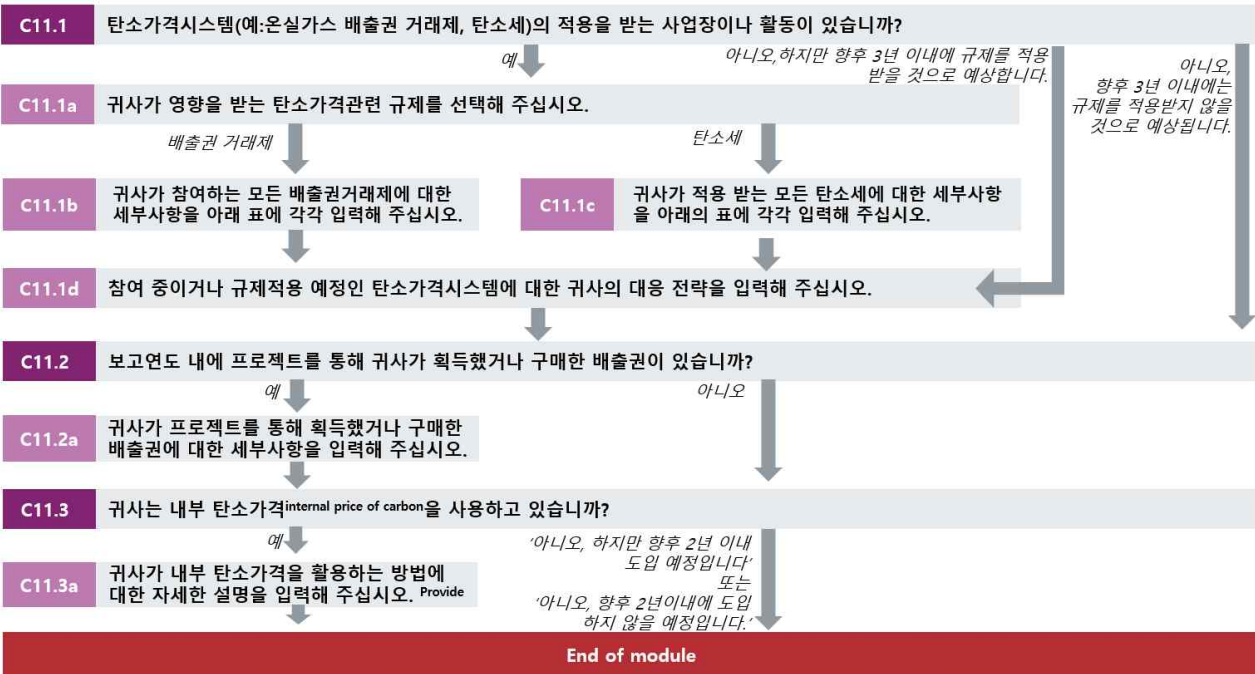 C11.1 탄소가격시스템(예:온실가스 배출권 거래제, 탄소세)의 적용을 받는 사업장이나 활동이 있습니까?
예
아니오,하지만 향후 3년 이내에 규제를 적용
받을 것으로 예상합니다.
아니오,
향후 3년 이내에는
규제를 적용받지 않을
것으로 예상됩니다.
C11.1a 귀사가 영향을 받는 탄소가격관련 규제를 선택해 주십시오.
배출권 거래제
탄소세
C11.1b 귀사가 참여하는 모든 배출권거래제에 대한
세부사항을 아래 표에 각각 입력해 주십시오.
C11.1c 귀사가 적용 받는 모든 탄소세에 대한 세부사항
을 아래의 표에 각각 입력해 주십시오.
C11.1d 참여 중이거나 규제적용 예정인 탄소가격시스템에 대한 귀사의 대응 전략을 입력해 주십시오.
C11.2 보고연도 내에 프로젝트를 통해 귀사가 획득했거나 구매한 배출권이 있습니까?
예
아니오
C11.2a 귀사가 프로젝트를 통해 획득했거나 구매한
배출권에 대한 세부사항을 입력해 주십시오.
C11.3 귀사는 내부 탄소가격internal price of carbon을 사용하고 있습니까?
예
'아니오, 하지만 향후 2년 이내
도입 예정입니다'
또는
'아니오, 향후 2년이내에 도입
하지 않을 예정입니다.'
C11.3a 귀사가 내부 탄소가격을 활용하는 방법에
대한 자세한 설명을 입력해 주십시오. Provide
End of module